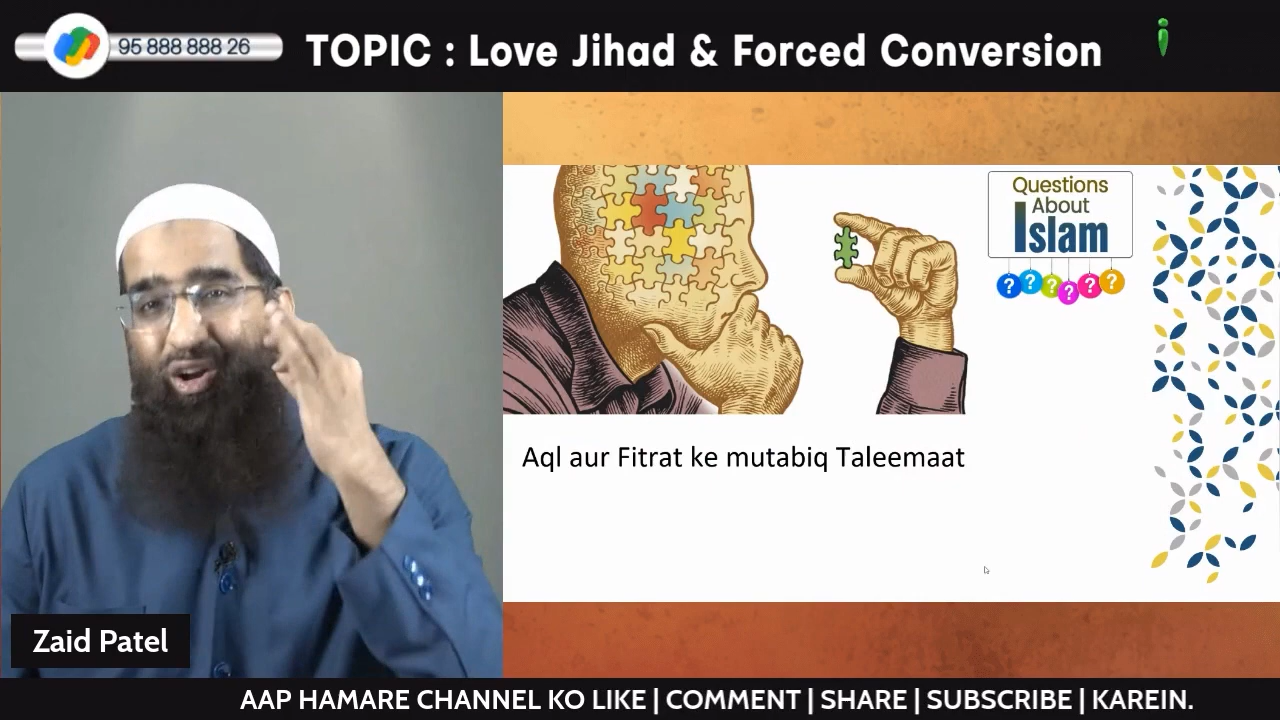 95 888 888 26
TOPIC : Love Jihad & Forced Conversion
Questions
About
Islam
? ? ? ? ? ?
Aql aur Fitrat ke mutabiq Taleemaat
Zaid Patel
AAP HAMARE CHANNEL KO LIKE | COMMENT | SHARE | SUBSCRIBE | KAREIN.